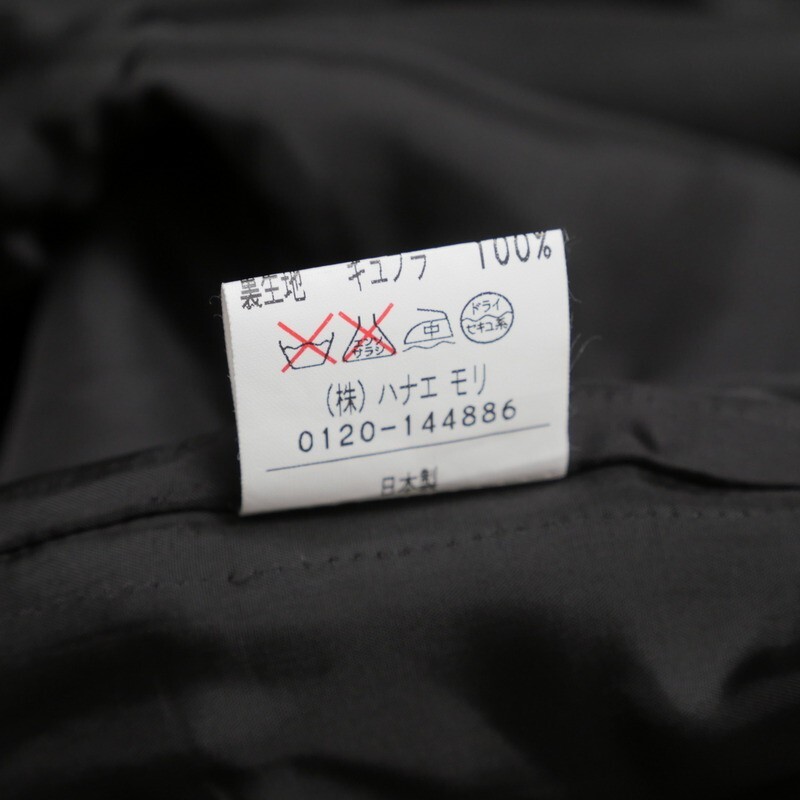 裏生地 キュプラ 100%
エンソ サラシ
中
ドライ
セキユ系
(株) ハナエ モリ
0120-144886
日本製